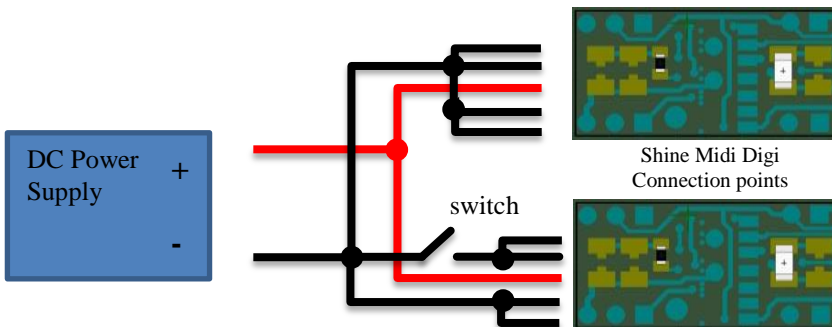 DC Power +
Supply
-
switch
Shine Midi Digi
Connection points